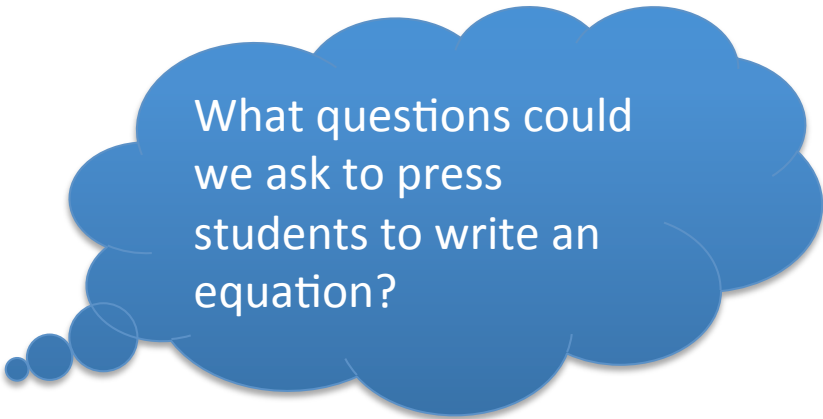 What questions could
we ask to press
students to write an
equation?